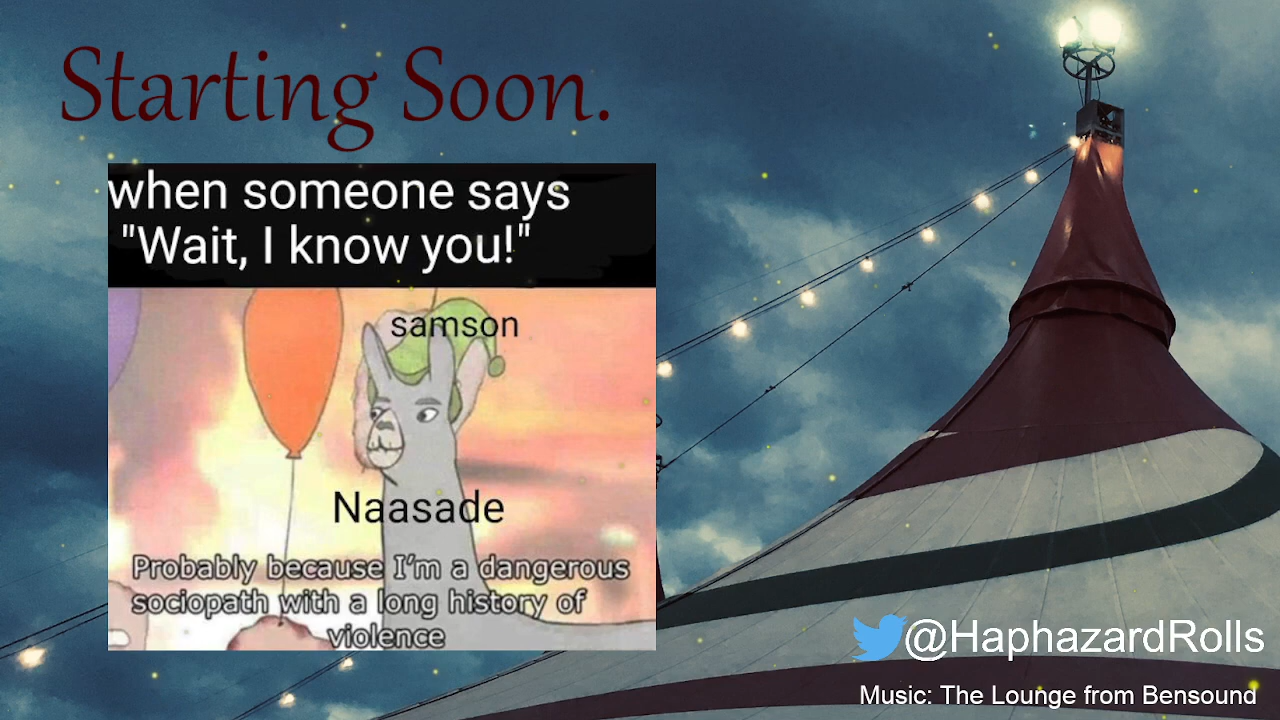 Starting Soon.
when someone says
"Wait, I know you!"
samson
Naasade
Probably because I'm a dangerous
sociopath with a long history of
violence
@HaphazardRolls
Music: The Lounge from Bensound